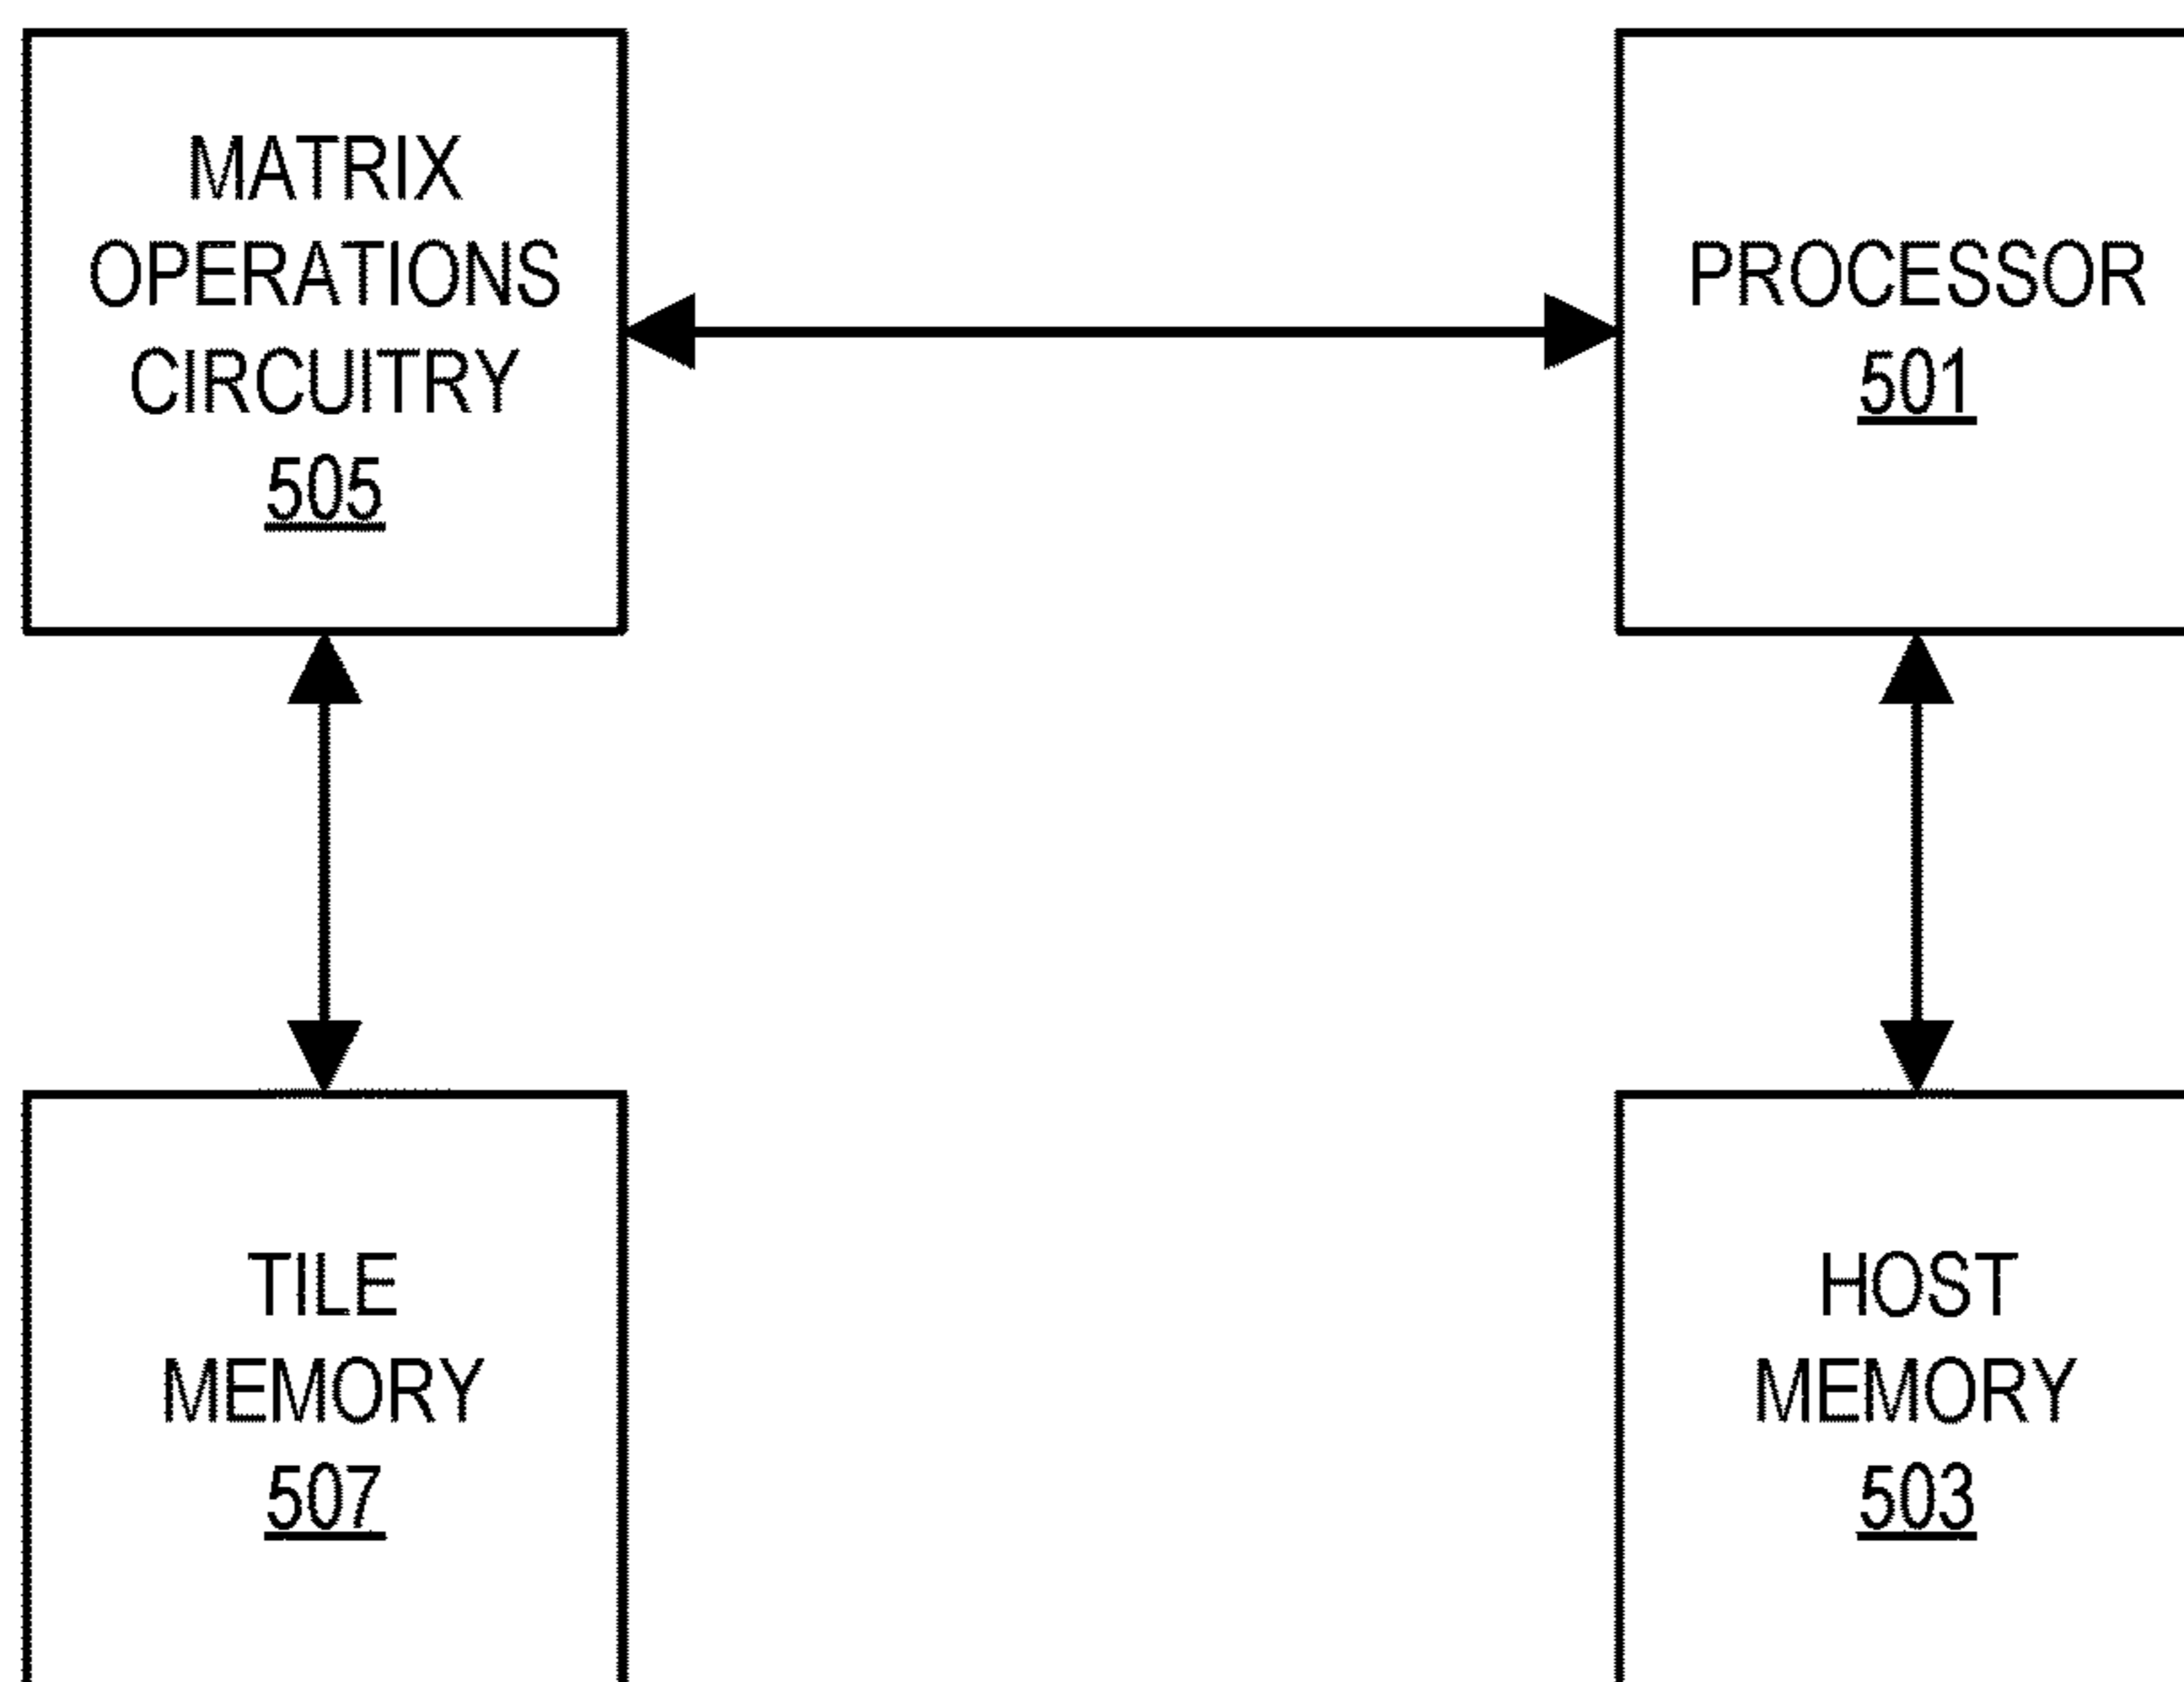 MATRIX
OPERATIONS
CIRCUITRY
505
PROCESSOR
501
TILE
MEMORY
507
HOST
MEMORY
503